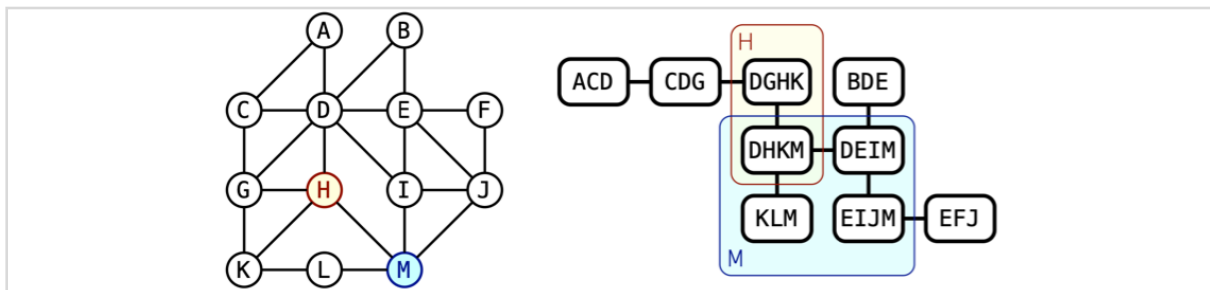 A B
C D E F
G H I J
K L M
H
ACD CDG DGHK BDE
DHKM DEIM
KLM EIJM EFJ
M